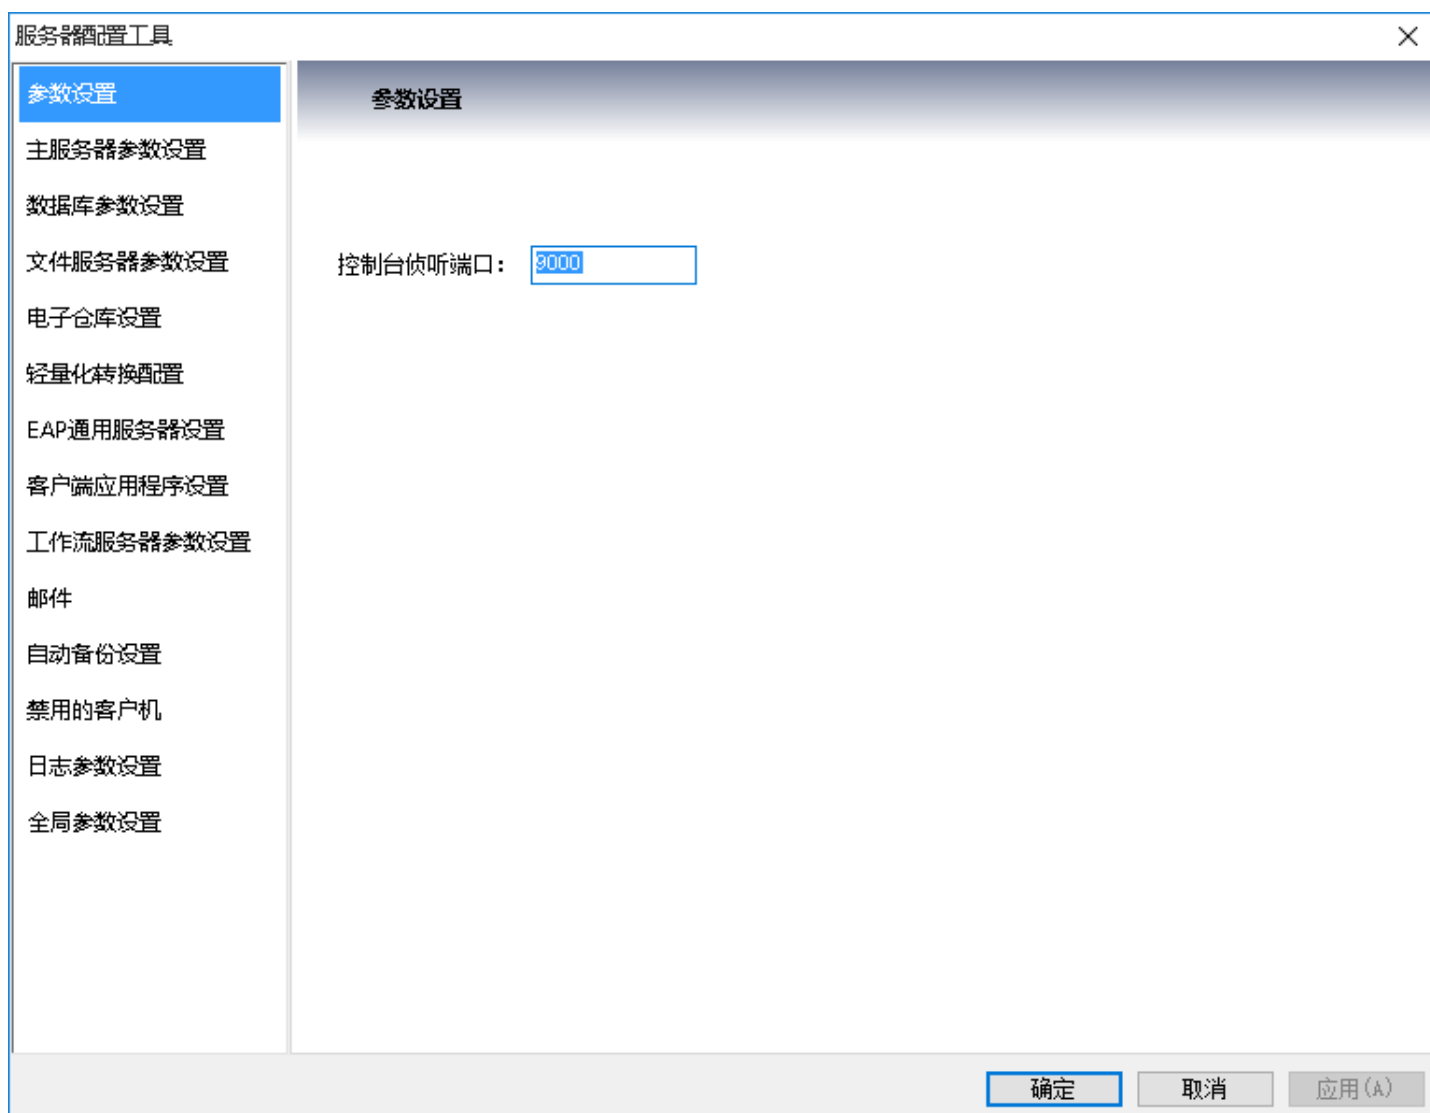 服务器配置工具
参数设置
主服务器参数设置
数据库参数设置
文件服务器参数设置
电子仓库设置
轻量化转换配置
EAP通用服务器设置
客户端应用程序设置
工作流服务器参数设置
邮件
自动备份设置
禁用的客户机
日志参数设置
全局参数设置
参数设置
控制台侦听端口： 9000
确定 取消 应用(A)